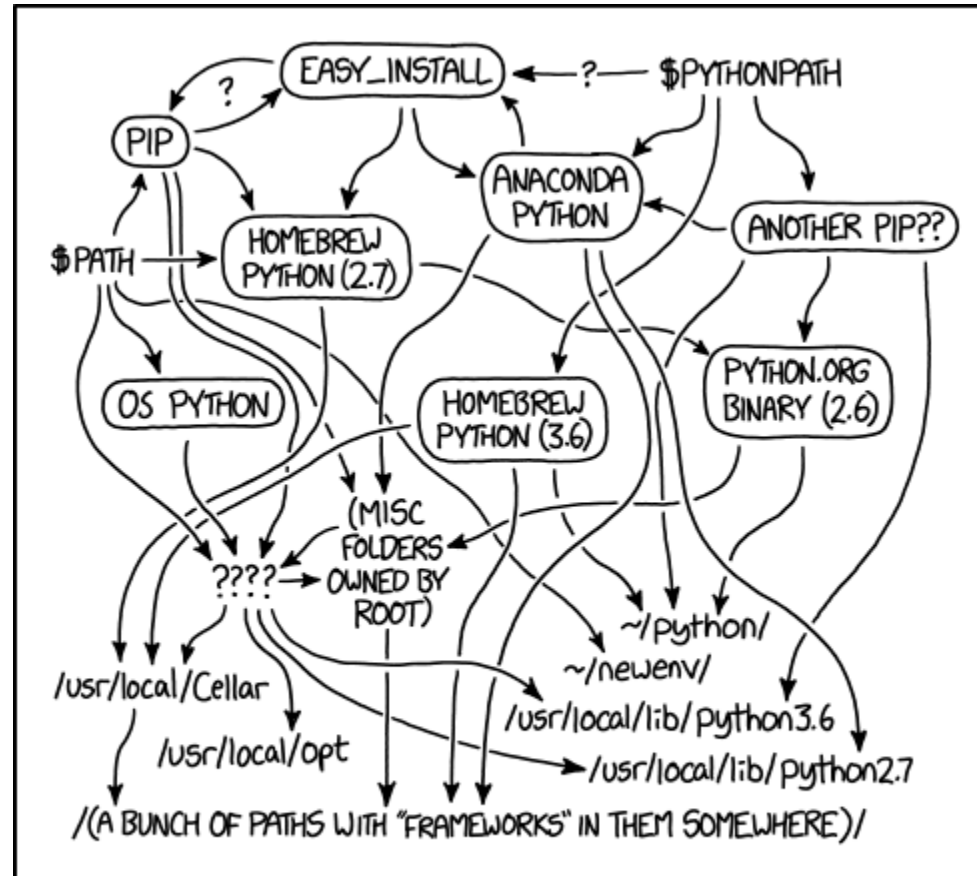 EASY_INSTALL
?
$PYTHONPATH
?
PIP
ANACONDA
PYTHON
ANOTHER PIP??
HOMEBREW
PYTHON (2.7)
$PATH
OS PYTHON
HOMEBREW
PYTHON (3.6)
PYTHON.ORG
BINARY (2.6)
(MISC
FOLDERS
OWNED BY
ROOT)
????
~/python/
~/newenv/
/usr/local/Cellar
/usr/local/lib/python3.6
/usr/local/opt
/usr/local/lib/python2.7
/(A BUNCH OF PATHS WITH "FRAMEWORKS" IN THEM SOMEWHERE)/